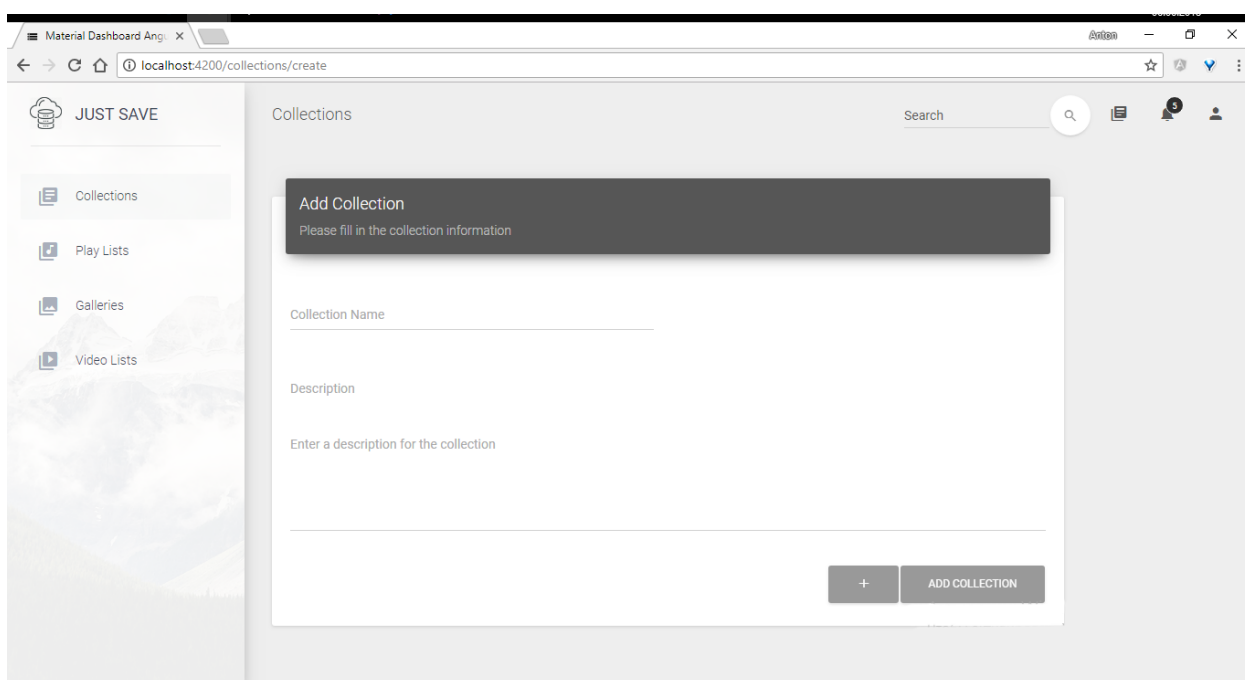 Material Dashboard Ang
Anton
localhost:4200/collections/create
JUST SAVE
Collections
Search
5
Collections
Play Lists
Galleries
Video Lists
Add Collection
Please fill in the collection information
Collection Name
Description
Enter a description for the collection
+
ADD COLLECTION